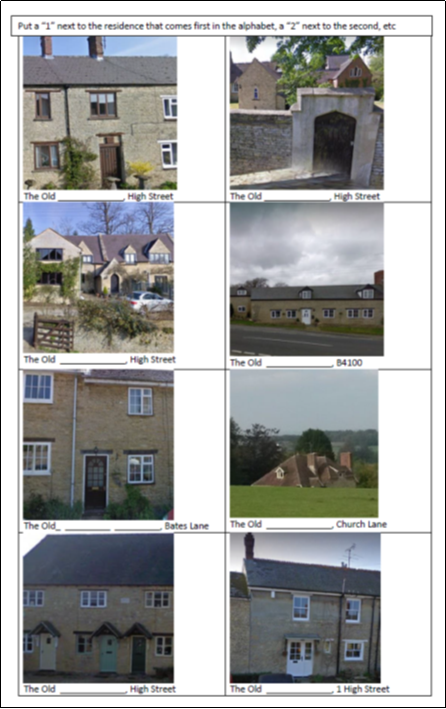 Put a "1" next to the residence that comes first in the alphabet, a "2" next to the second, etc
The Old ____________, High Street
The Old ____________, High Street
The Old ____________, High Street
The Old ____________, B4100
The Old_ _________ ________, Bates Lane
The Old ____________, Church Lane
The Old ____________, High Street
The Old ____________, 1 High Street